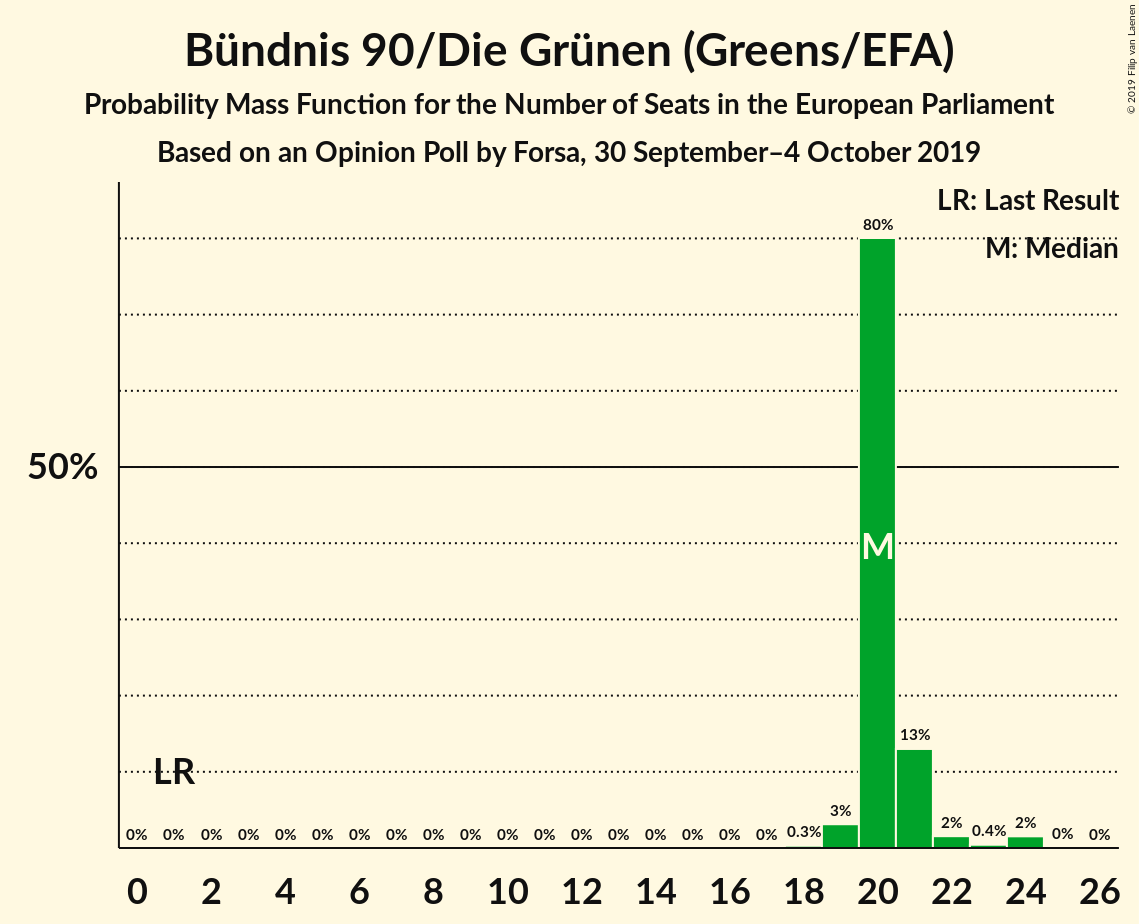 Bündnis 90/Die Grünen (Greens/EFA)
Probability Mass Function for the Number of Seats in the European Parliament
Based on an Opinion Poll by Forsa, 30 September–4 October 2019
© 2019 Filip van Laenen
LR: Last Result
M: Median
80%
50%
M
13%
LR
0% 0% 0% 0% 0% 0% 0% 0% 0% 0% 0% 0% 0% 0% 0% 0% 0% 0% 0.3% 3% 2% 0.4% 2% 0% 0%
0 2 4 6 8 10 12 14 16 18 20 22 24 26